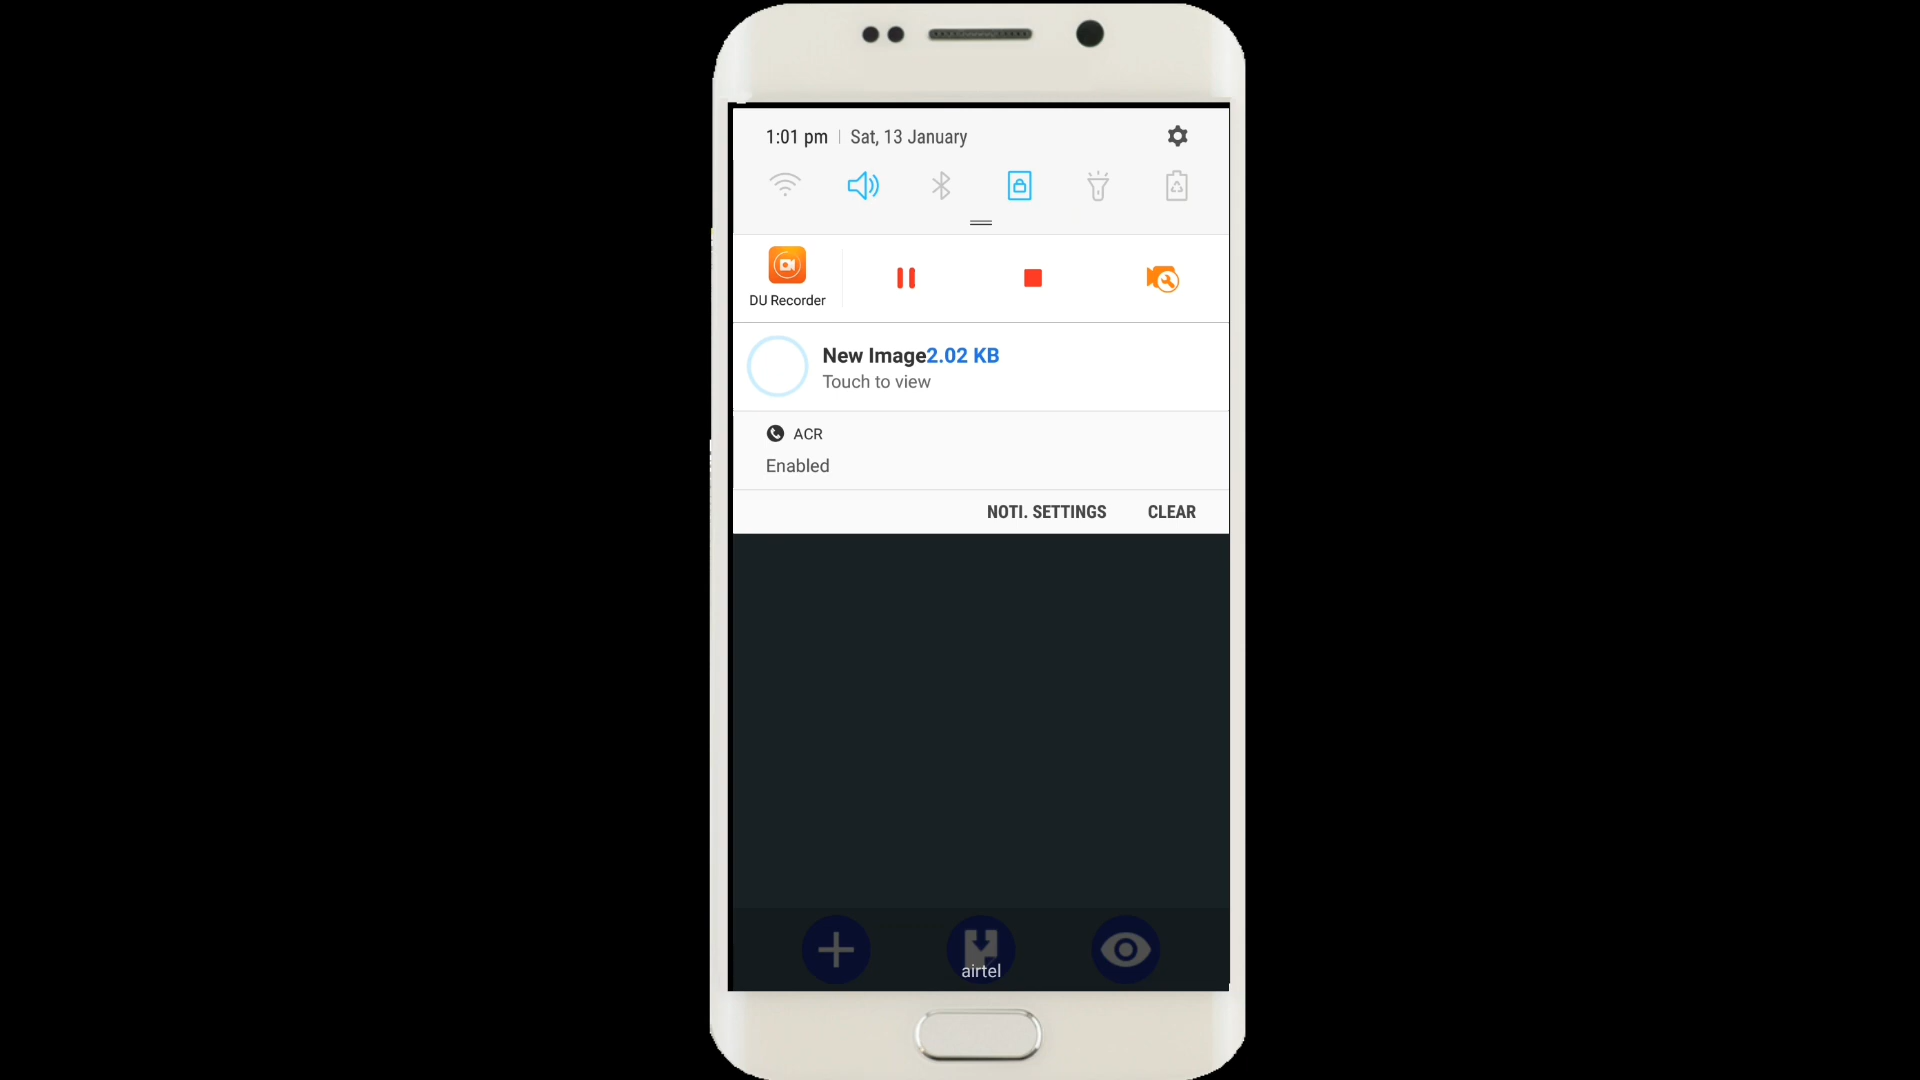 1:01 pm | Sat, 13 January
DU Recorder
New Image2.02 KB
Touch to view
ACR
Enabled
NOTI. SETTINGS CLEAR
airtel